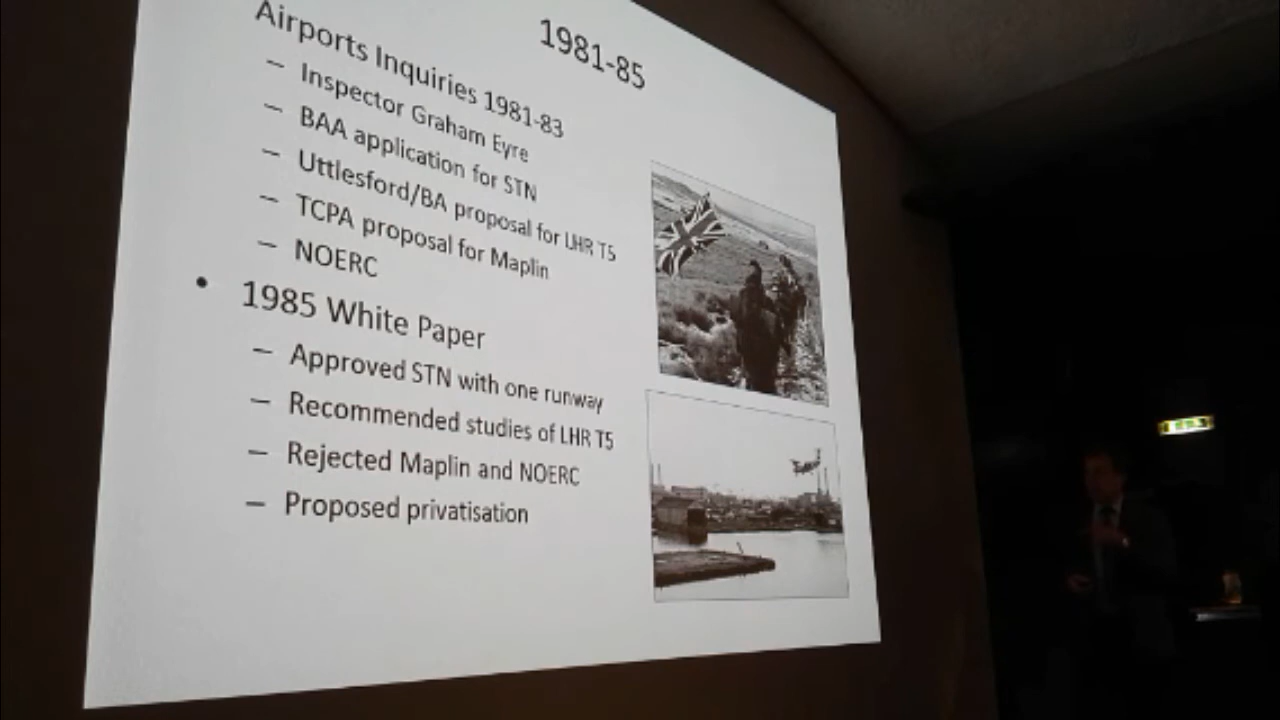 1981-85
Airports Inquiries 1981-83
– Inspector Graham Eyre
– BAA application for STN
– Uttlesford/BA proposal for LHR T5
– TCPA proposal for Maplin
– NOERC
• 1985 White Paper
– Approved STN with one runway
– Recommended studies of LHR T5
– Rejected Maplin and NOERC
– Proposed privatisation